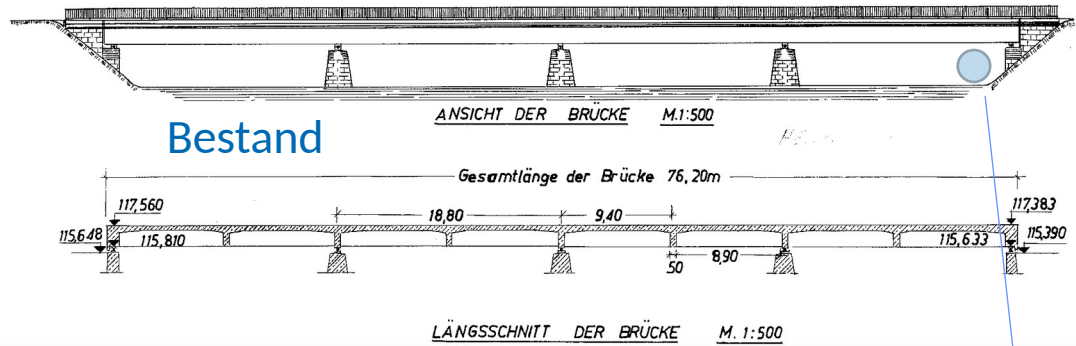 ANSICHT DER BRÜCKE M.1:500
Bestand
Gesamtlänge der Brücke 76,20m
117,560
18,80
9,40
117,383
115,648
115,810
115,633
115,390
50
8,90
LÄNGSSCHNITT DER BRÜCKE M. 1:500